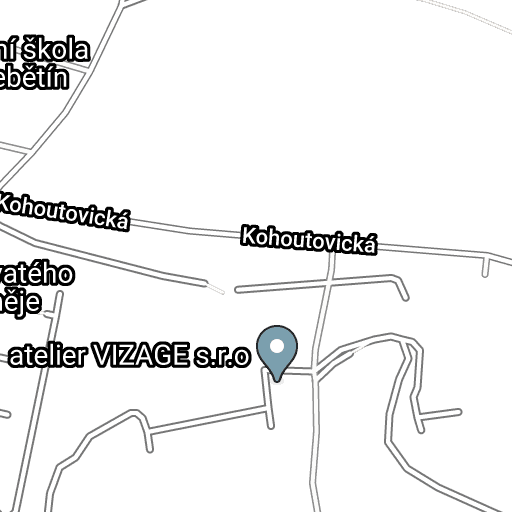 ní škola
ebětín
Kohoutovická
Kohoutovická
vatého
něje
atelier VIZAGE s.r.o